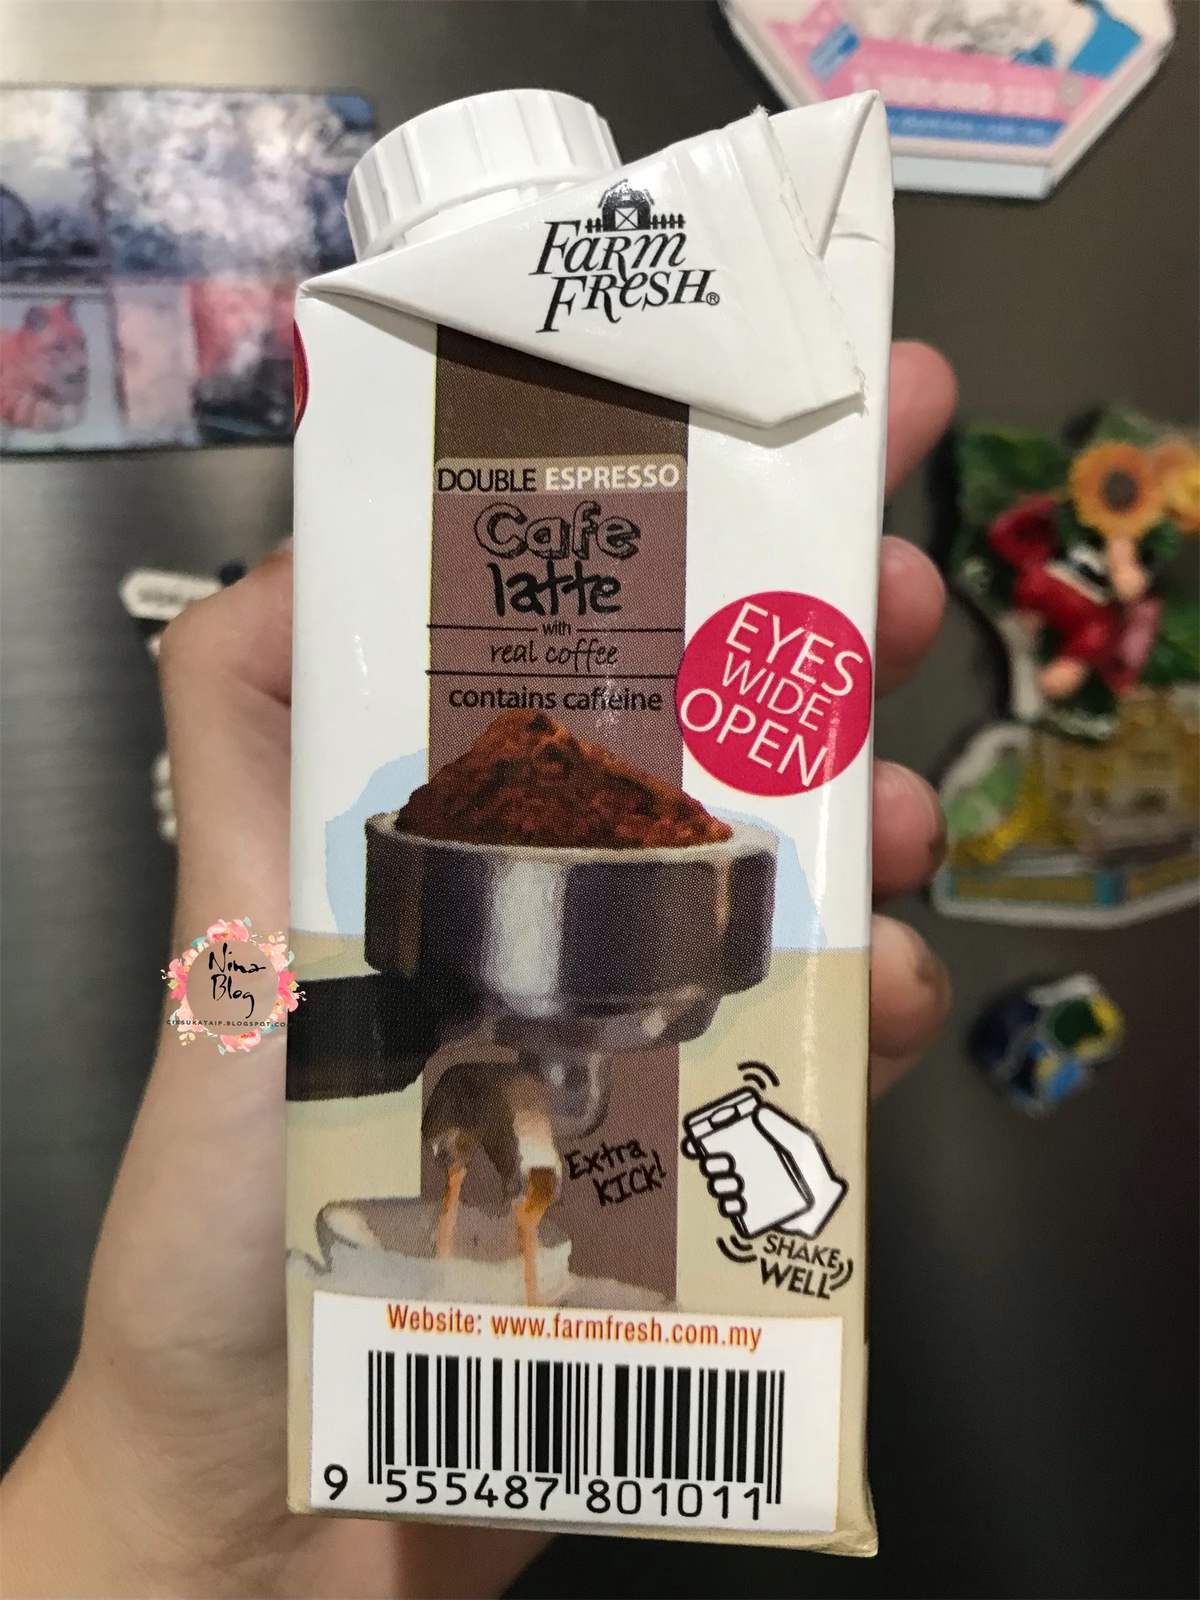 Farm
Fresh®
DOUBLE ESPRESSO
Cafe
latte
with
real coffee
contains caffeine
EYES
WIDE
OPEN
Nina
Blog
Extra
KICK!
SHAKE
WELL
Website: www.farmfresh.com.my
9 555487 801011